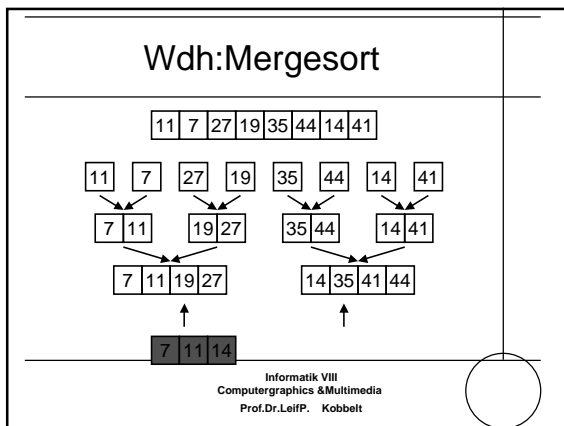 Wdh:Mergesort
11 7 27 19 35 44 14 41
11 7 27 19 35 44 14 41
7 11 19 27 35 44 14 41
7 11 19 27 14 35 41 44
7 11 14
Informatik VIII
Computergraphics &Multimedia
Prof.Dr.LeifP. Kobbelt